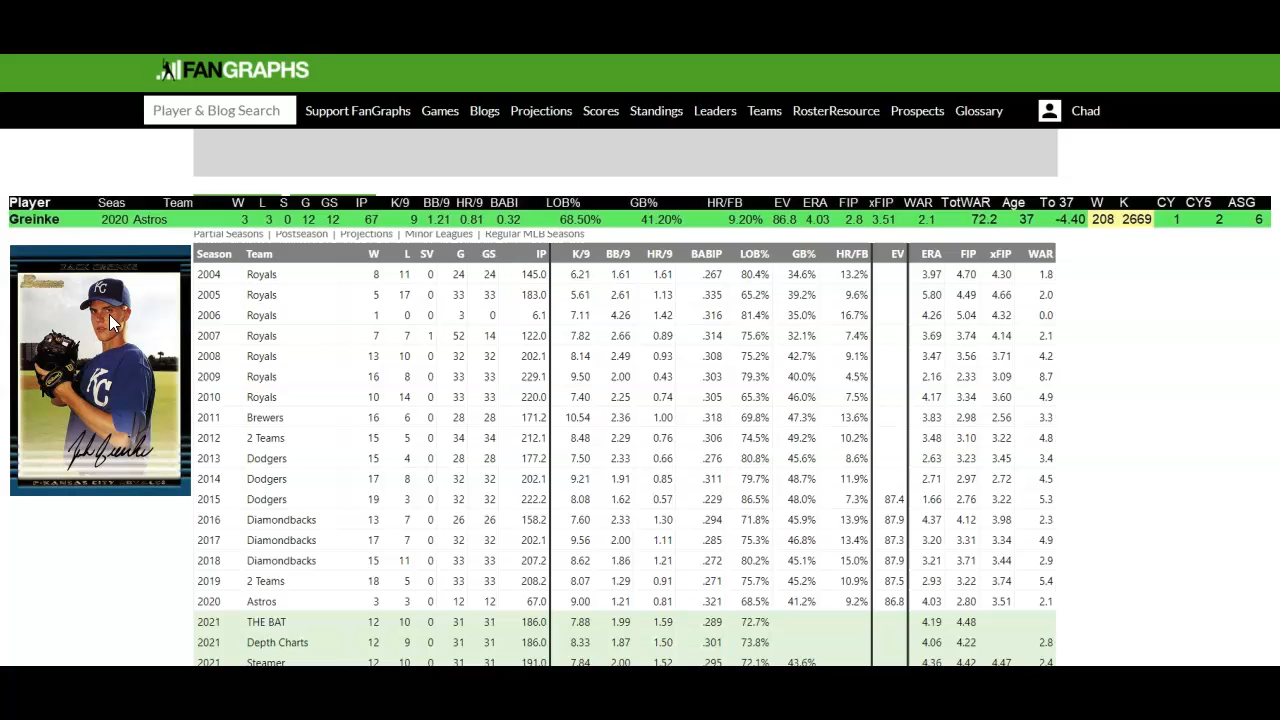 FANGRAPHS
Player & Blog Search Support FanGraphs Games Blogs Projections Scores Standings Leaders Teams RosterResource Prospects Glossary Chad
Player Seas Team W L S G GS IP K/9 BB/9 HR/9 BABI LOB% GB% HR/FB EV ERA FIP xFIP WAR TotWAR Age To 37 W K CY CY5 ASG
Greinke 2020 Astros 3 3 0 12 12 67 9 1.21 0.81 0.32 68.50% 41.20% 9.20% 86.8 4.03 2.8 3.51 2.1 72.2 37 -4.40 208 2669 1 2 6
Partial Seasons | Postseason | Projections | Minor Leagues | Regular MLB Seasons
Season Team W L SV G GS IP K/9 BB/9 HR/9 BABIP LOB% GB% HR/FB EV ERA FIP xFIP WAR
2004 Royals 8 11 0 24 24 145.0 6.21 1.61 1.61 .267 80.4% 34.6% 13.2% 3.97 4.70 4.30 1.8
2005 Royals 5 17 0 33 33 183.0 5.61 2.61 1.13 .335 65.2% 39.2% 9.6% 5.80 4.49 4.66 2.0
2006 Royals 1 0 0 3 0 6.1 7.11 4.26 1.42 .316 81.4% 35.0% 16.7% 4.26 5.04 4.32 0.0
2007 Royals 7 7 1 52 14 122.0 7.82 2.66 0.89 .314 75.6% 32.1% 7.4% 3.69 3.74 4.14 2.1
2008 Royals 13 10 0 32 32 202.1 8.14 2.49 0.93 .308 75.2% 42.7% 9.1% 3.47 3.56 3.71 4.2
2009 Royals 16 8 0 33 33 229.1 9.50 2.00 0.43 .303 79.3% 40.0% 4.5% 2.16 2.33 3.09 8.7
2010 Royals 10 14 0 33 33 220.0 7.40 2.25 0.74 .305 65.3% 46.0% 7.5% 4.17 3.34 3.60 4.9
2011 Brewers 16 6 0 28 28 171.2 10.54 2.36 1.00 .318 69.8% 47.3% 13.6% 3.83 2.98 2.56 3.3
2012 2 Teams 15 5 0 34 34 212.1 8.48 2.29 0.76 .306 74.5% 49.2% 10.2% 3.48 3.10 3.22 4.8
2013 Dodgers 15 4 0 28 28 177.2 7.50 2.33 0.66 .276 80.8% 45.6% 8.6% 2.63 3.23 3.45 3.4
2014 Dodgers 17 8 0 32 32 202.1 9.21 1.91 0.85 .311 79.7% 48.7% 11.9% 2.71 2.97 2.72 4.5
2015 Dodgers 19 3 0 32 32 222.2 8.08 1.62 0.57 .229 86.5% 48.0% 7.3% 87.4 1.66 2.76 3.22 5.3
2016 Diamondbacks 13 7 0 26 26 158.2 7.60 2.33 1.30 .294 71.8% 45.9% 13.9% 87.9 4.37 4.12 3.98 2.3
2017 Diamondbacks 17 7 0 32 32 202.1 9.56 2.00 1.11 .285 75.3% 46.8% 13.4% 87.3 3.20 3.31 3.34 4.9
2018 Diamondbacks 15 11 0 33 33 207.2 8.62 1.86 1.21 .272 80.2% 45.1% 15.0% 87.9 3.21 3.71 3.44 2.9
2019 2 Teams 18 5 0 33 33 208.2 8.07 1.29 0.91 .271 75.7% 45.2% 10.9% 87.5 2.93 3.22 3.74 5.4
2020 Astros 3 3 0 12 12 67.0 9.00 1.21 0.81 .321 68.5% 41.2% 9.2% 86.8 4.03 2.80 3.51 2.1
2021 THE BAT 12 10 0 31 31 186.0 7.88 1.99 1.59 .289 72.7% 4.19 4.48
2021 Depth Charts 12 9 0 31 31 186.0 8.33 1.87 1.50 .301 73.8% 4.06 4.22 2.8
2021 Steamer 12 10 0 31 31 191.0 7.84 2.00 1.52 .295 72.1% 43.6% 4.36 4.42 4.47 2.4
Bowman
KC
KC